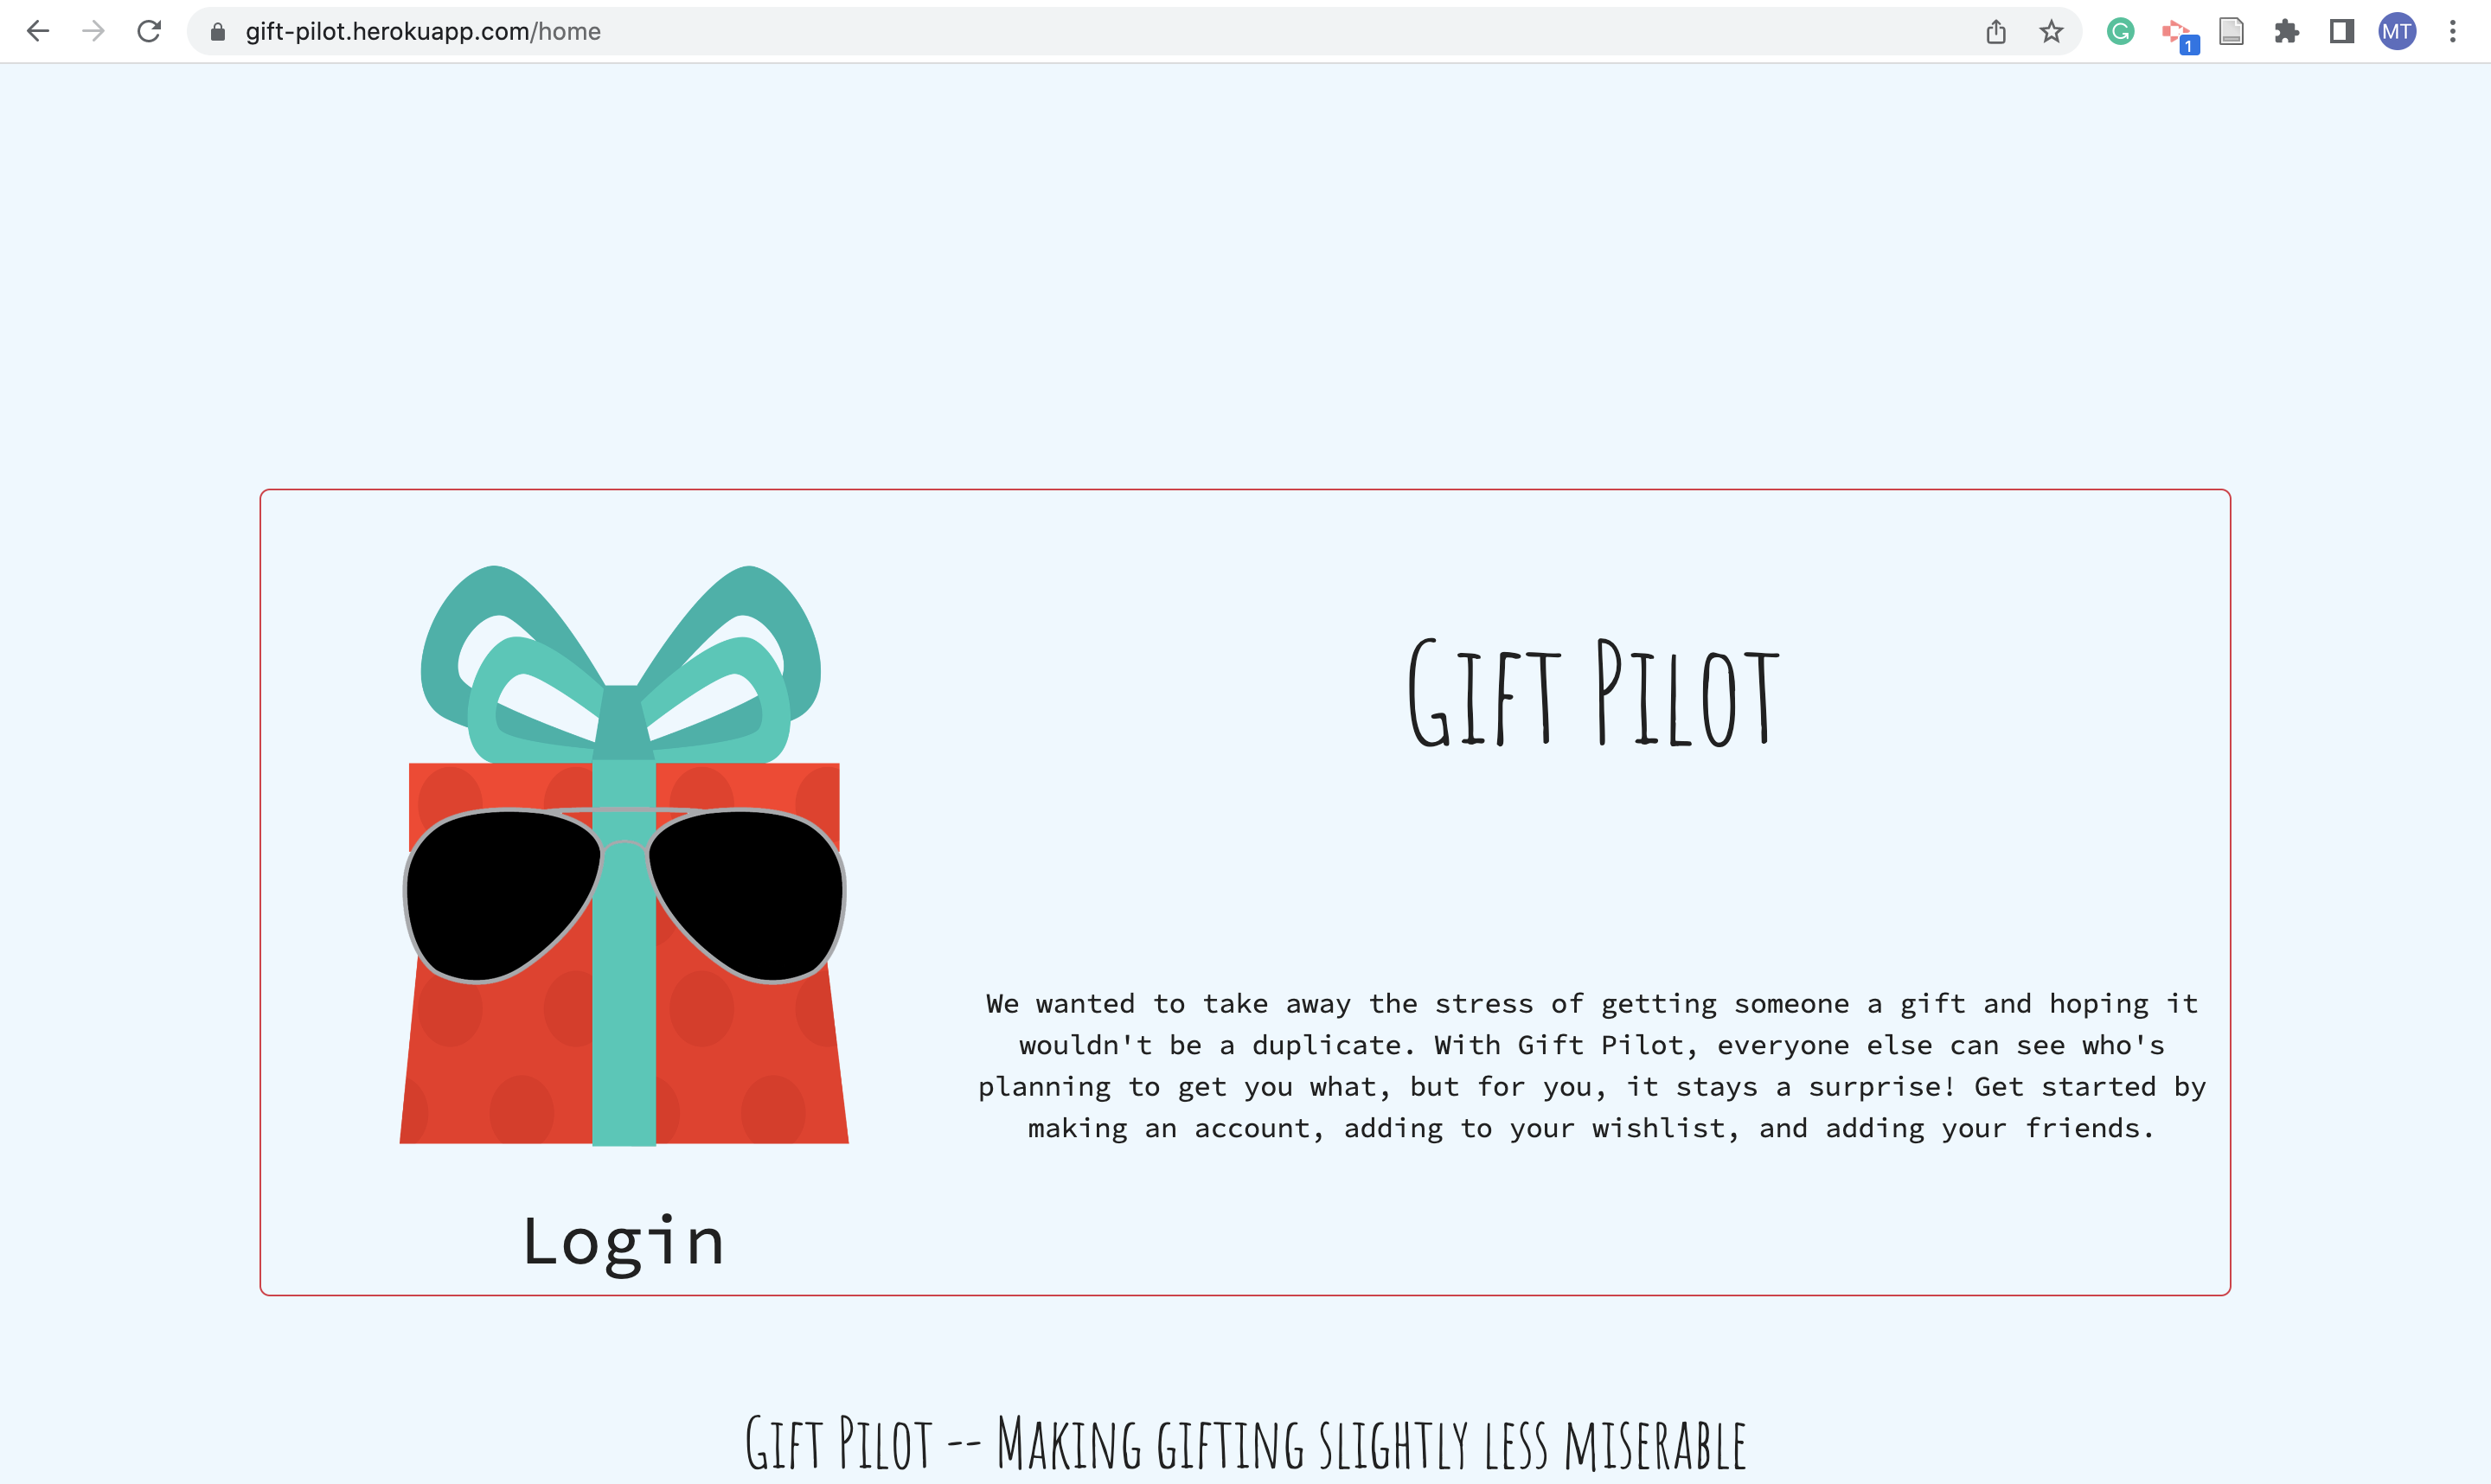 gift-pilot.herokuapp.com/home
1
MT
Gift Pilot
We wanted to take away the stress of getting someone a gift and hoping it
wouldn't be a duplicate. With Gift Pilot, everyone else can see who's
planning to get you what, but for you, it stays a surprise! Get started by
making an account, adding to your wishlist, and adding your friends.
Login
Gift Pilot -- Making gifting slightly less miserable